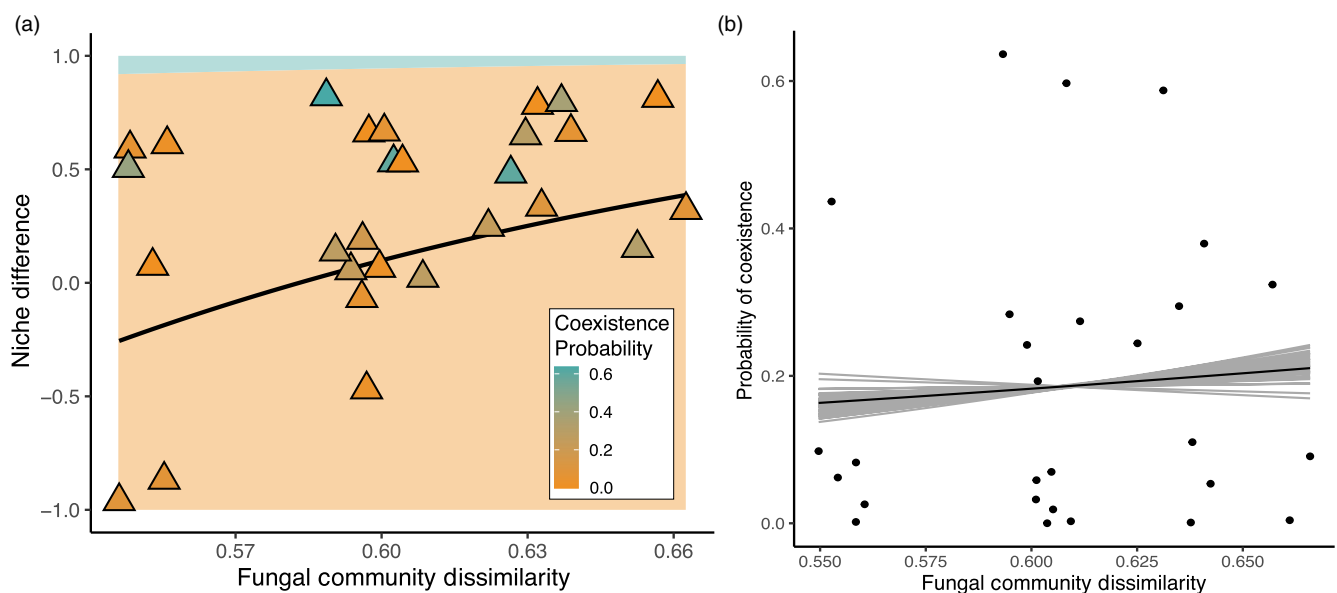 (a)
Niche difference
1.0
0.5
0.0
−0.5
−1.0
0.57
0.60
0.63
0.66
Fungal community dissimilarity
Coexistence
Probability
0.6
0.4
0.2
0.0
(b)
Probability of coexistence
0.6
0.4
0.2
0.0
0.550
0.575
0.600
0.625
0.650
Fungal community dissimilarity